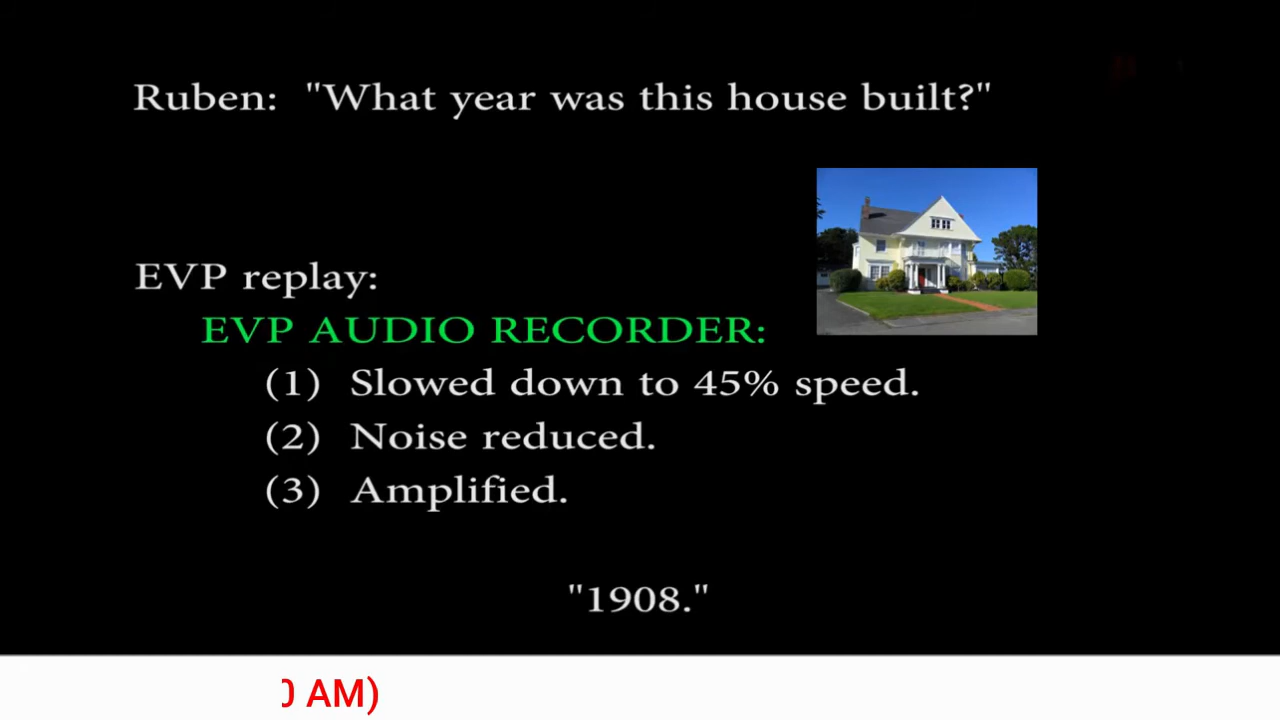 Ruben: "What year was this house built?"
EVP replay:
EVP AUDIO RECORDER:
(1) Slowed down to 45% speed.
(2) Noise reduced.
(3) Amplified.
"1908."
AM)